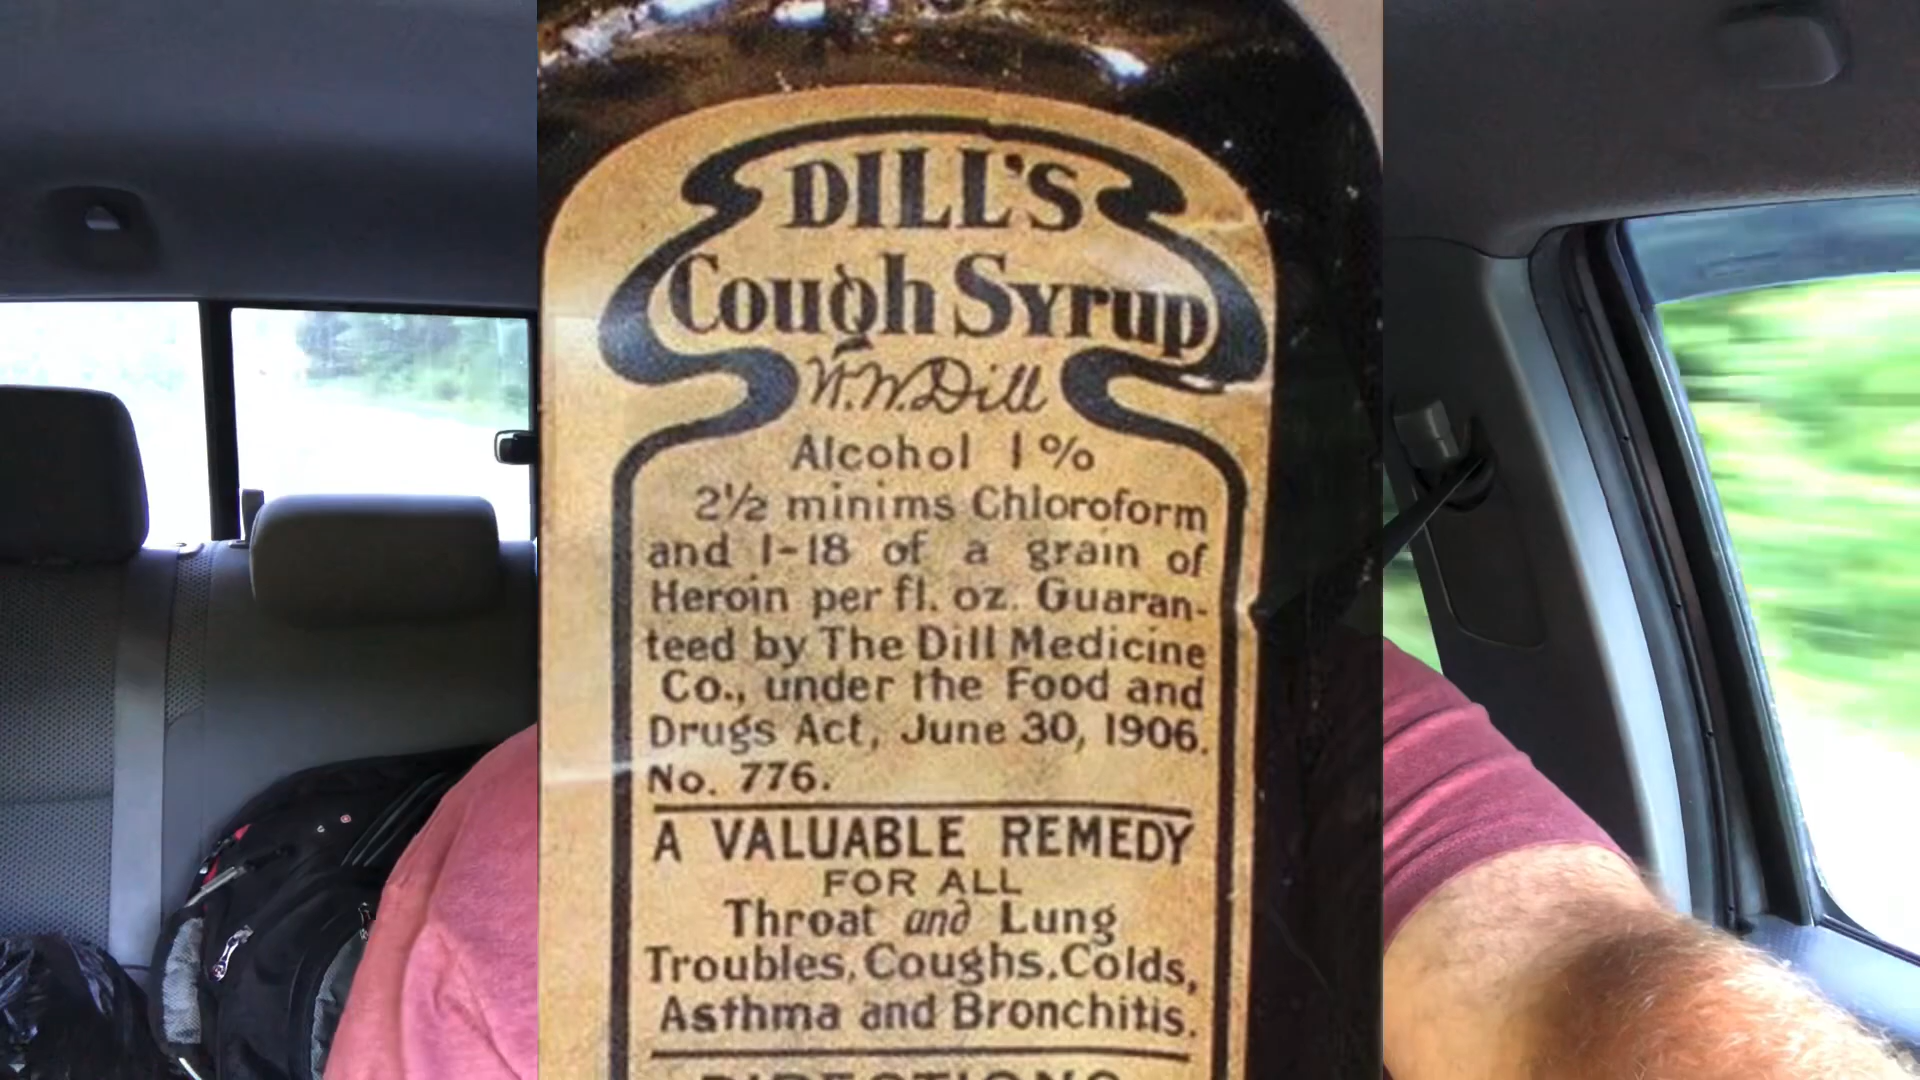 DILL'S
Cough Syrup
W.W. Dill
Alcohol 1%
2½ minims Chloroform
and 1-18 of a grain of
Heroin per fl. oz. Guaran-
teed by The Dill Medicine
Co., under the Food and
Drugs Act, June 30, 1906.
No. 776.
A VALUABLE REMEDY
FOR ALL
Throat and Lung
Troubles, Coughs, Colds,
Asthma and Bronchitis.
DIRECTIONS